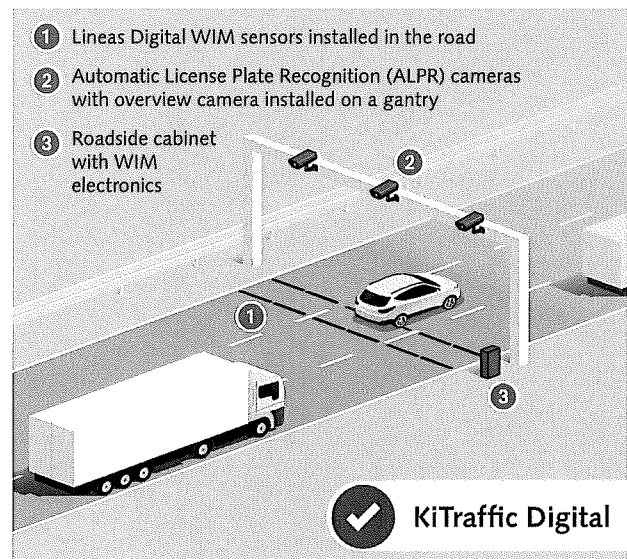 1 Lineas Digital WIM sensors installed in the road
2 Automatic License Plate Recognition (ALPR) cameras
with overview camera installed on a gantry
3 Roadside cabinet
with WIM
electronics
2
1
3
KiTraffic Digital